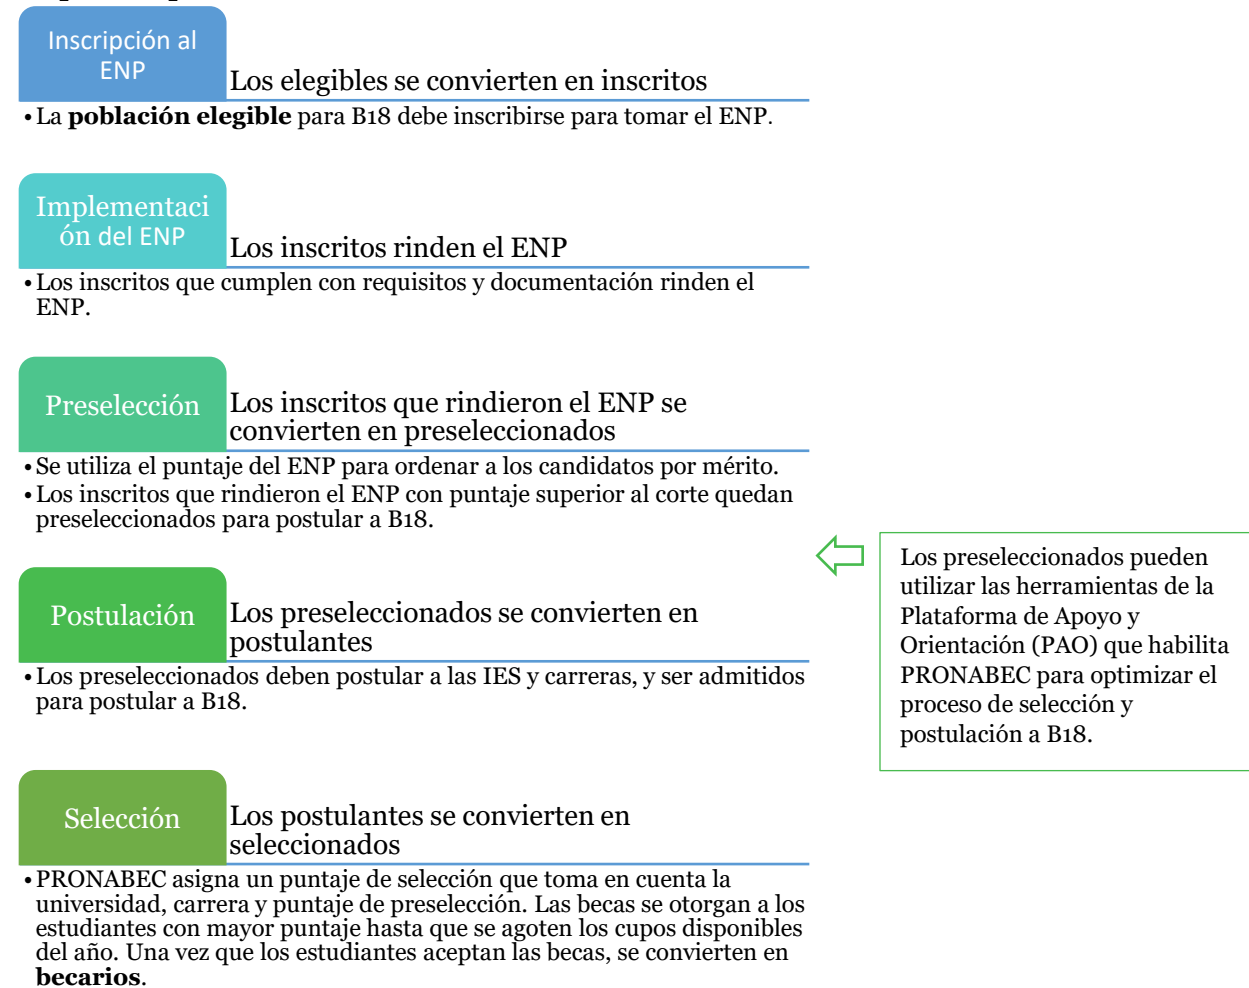 Inscripción al
ENP
Los elegibles se convierten en inscritos
• La población elegible para B18 debe inscribirse para tomar el ENP.
Implementaci
ón del ENP
Los inscritos rinden el ENP
• Los inscritos que cumplen con requisitos y documentación rinden el
ENP.
Preselección
Los inscritos que rindieron el ENP se
convierten en preseleccionados
• Se utiliza el puntaje del ENP para ordenar a los candidatos por mérito.
• Los inscritos que rindieron el ENP con puntaje superior al corte quedan
preseleccionados para postular a B18.
Los preseleccionados pueden
utilizar las herramientas de la
Plataforma de Apoyo y
Orientación (PAO) que habilita
PRONABEC para optimizar el
proceso de selección y
postulación a B18.
Postulación
Los preseleccionados se convierten en
postulantes
• Los preseleccionados deben postular a las IES y carreras, y ser admitidos
para postular a B18.
Selección
Los postulantes se convierten en
seleccionados
• PRONABEC asigna un puntaje de selección que toma en cuenta la
universidad, carrera y puntaje de preselección. Las becas se otorgan a los
estudiantes con mayor puntaje hasta que se agoten los cupos disponibles
del año. Una vez que los estudiantes aceptan las becas, se convierten en
becarios.